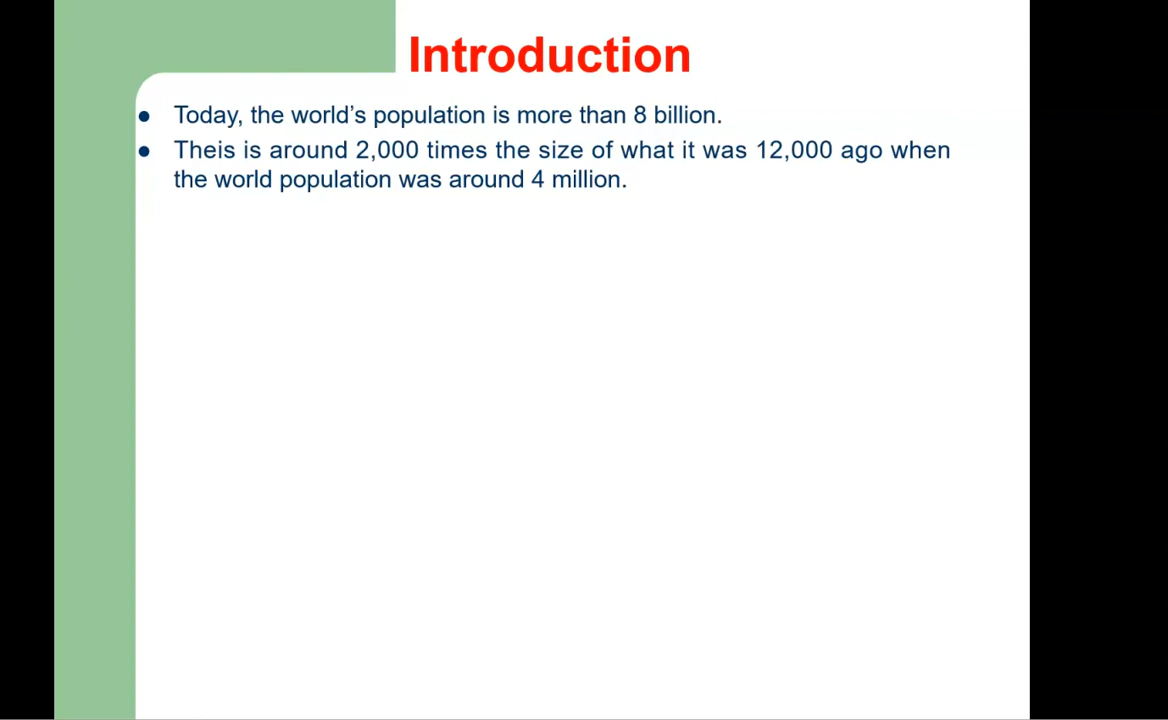 Introduction
Today, the world’s population is more than 8 billion.
Theis is around 2,000 times the size of what it was 12,000 ago when
the world population was around 4 million.